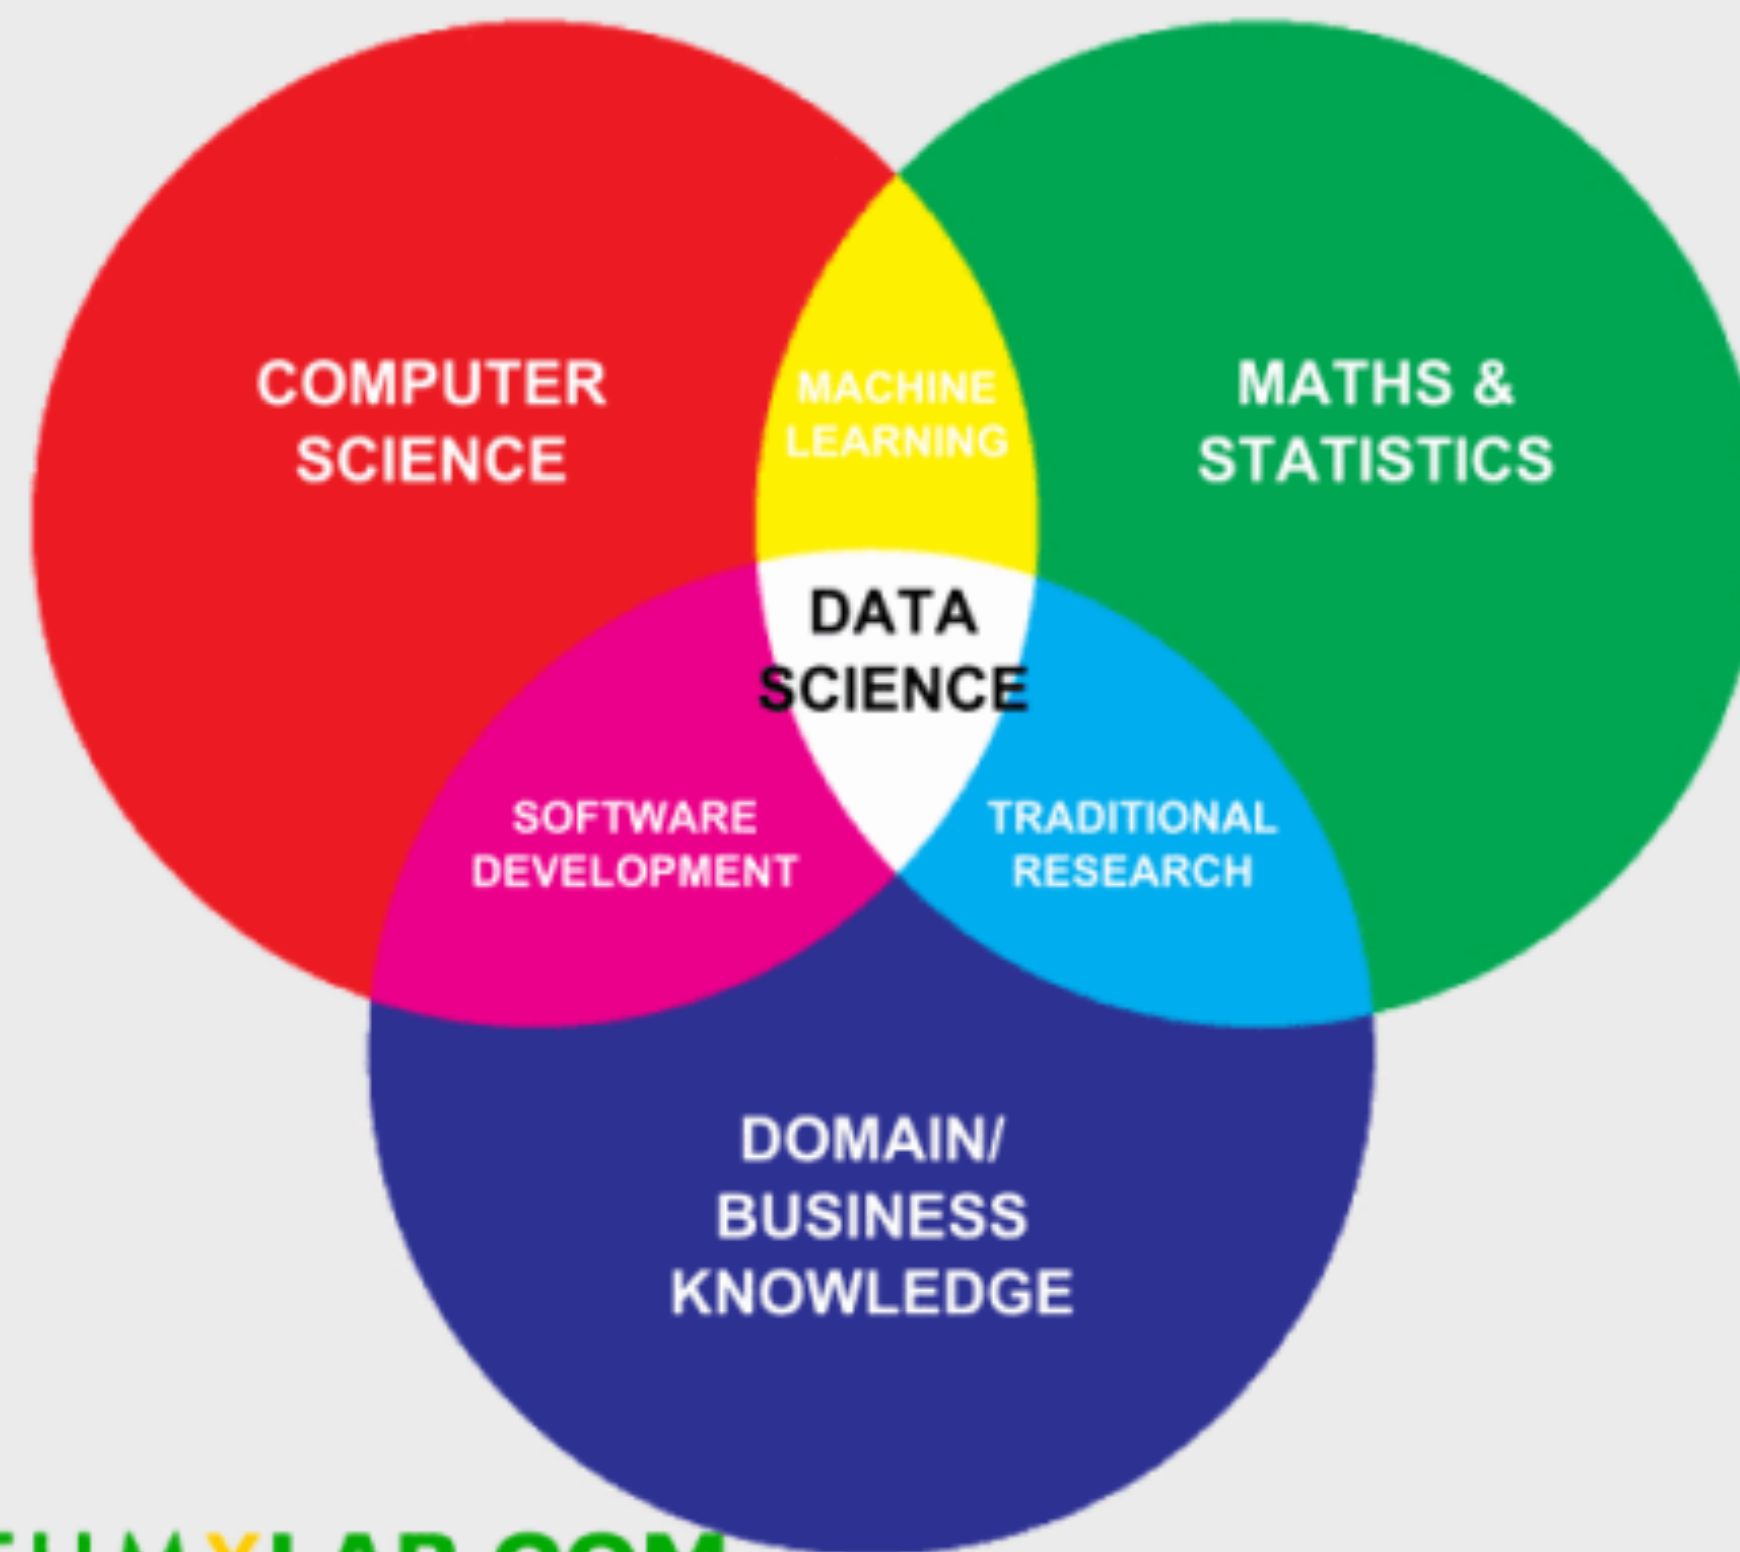 COMPUTER
SCIENCE
MACHINE
LEARNING
MATHS &
STATISTICS
DATA
SCIENCE
SOFTWARE
DEVELOPMENT
TRADITIONAL
RESEARCH
DOMAIN/
BUSINESS
KNOWLEDGE